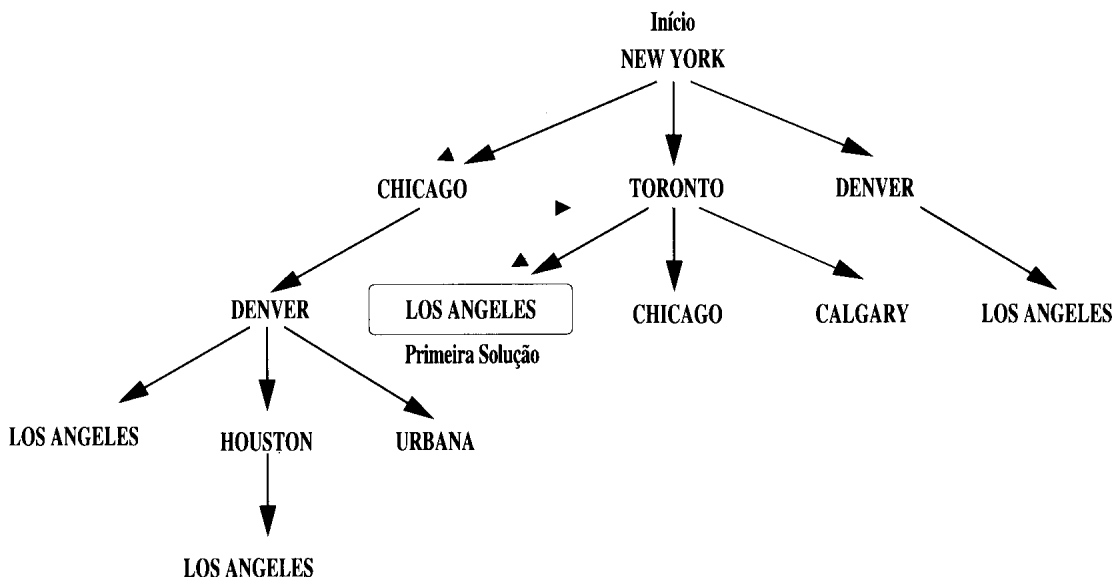 Início
NEW YORK
CHICAGO
TORONTO
DENVER
DENVER
LOS ANGELES
CHICAGO
CALGARY
LOS ANGELES
Primeira Solução
LOS ANGELES
HOUSTON
URBANA
LOS ANGELES